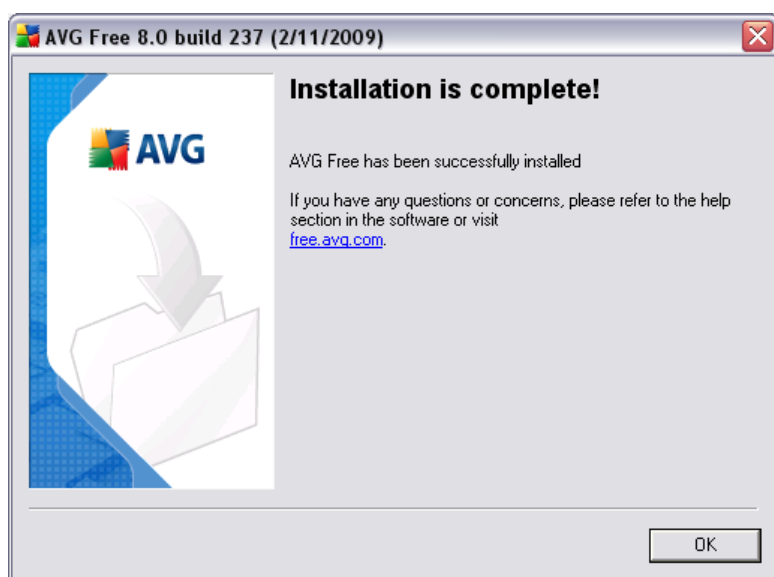 AVG Free 8.0 build 237 (2/11/2009)
AVG
Installation is complete!
AVG Free has been successfully installed
If you have any questions or concerns, please refer to the help
section in the software or visit
free.avg.com.
OK